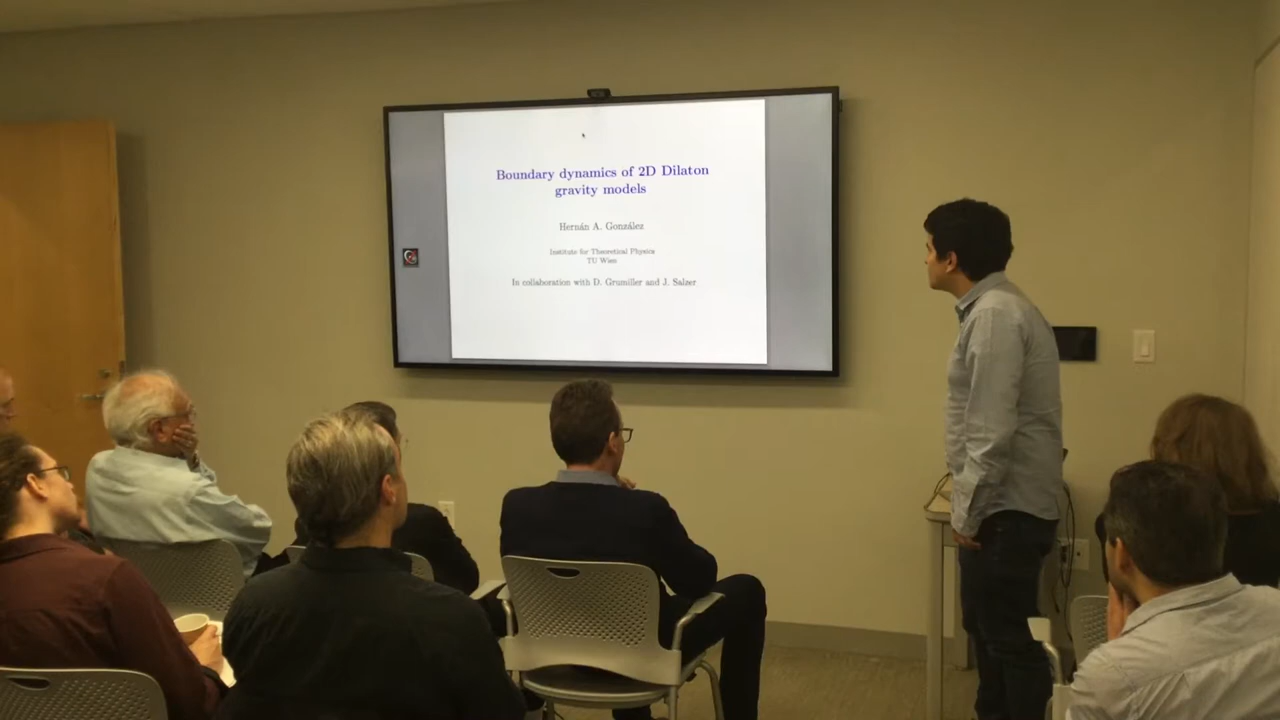 Boundary dynamics of 2D Dilaton
gravity models
Hernán A. González
Institute for Theoretical Physics
TU Wien
In collaboration with D. Grumiller and J. Salzer